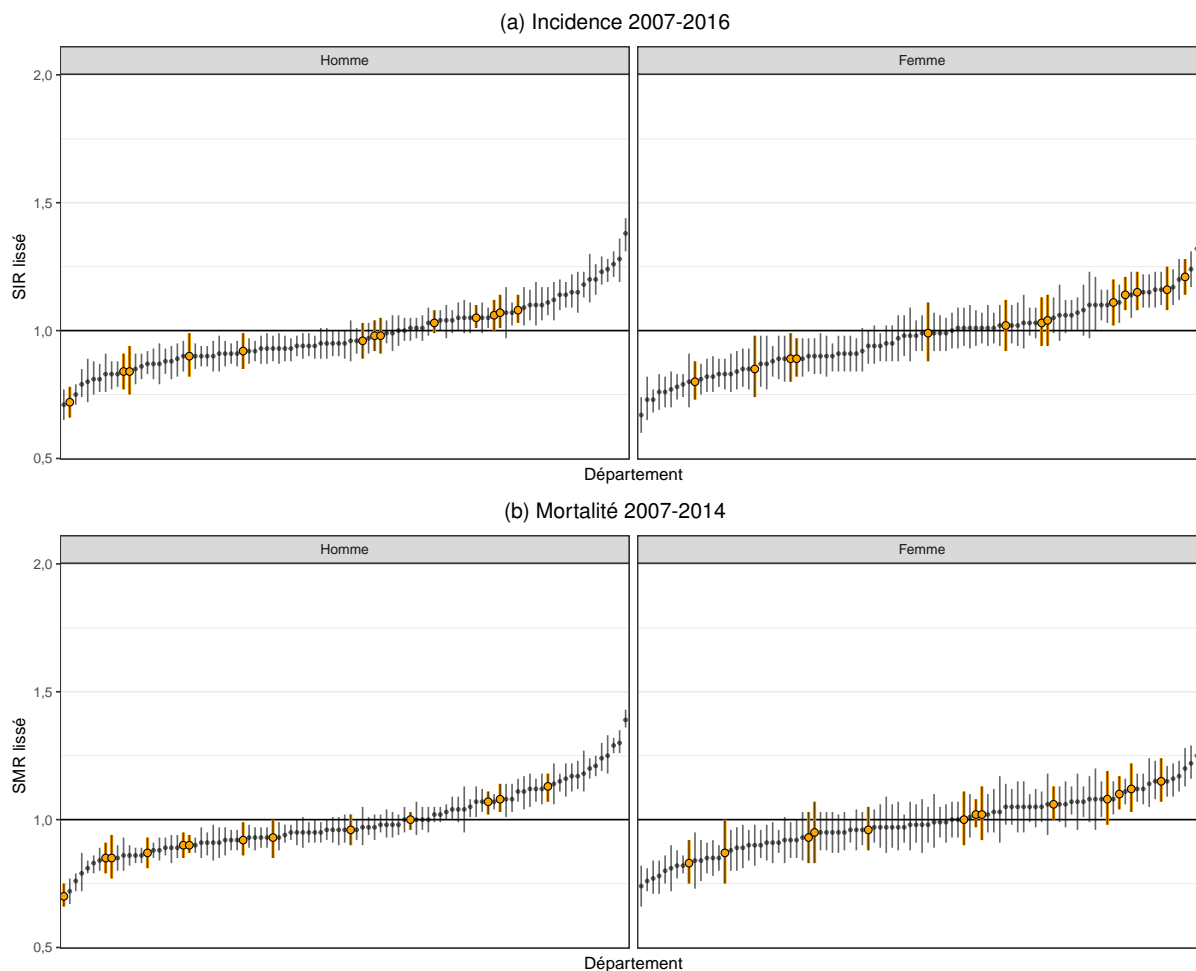 (a) Incidence 2007-2016
Homme
Femme
2,0
1,5
1,0
0,5
SIR lissé
Département
(b) Mortalité 2007-2014
Homme
Femme
2,0
1,5
1,0
0,5
SMR lissé
Département